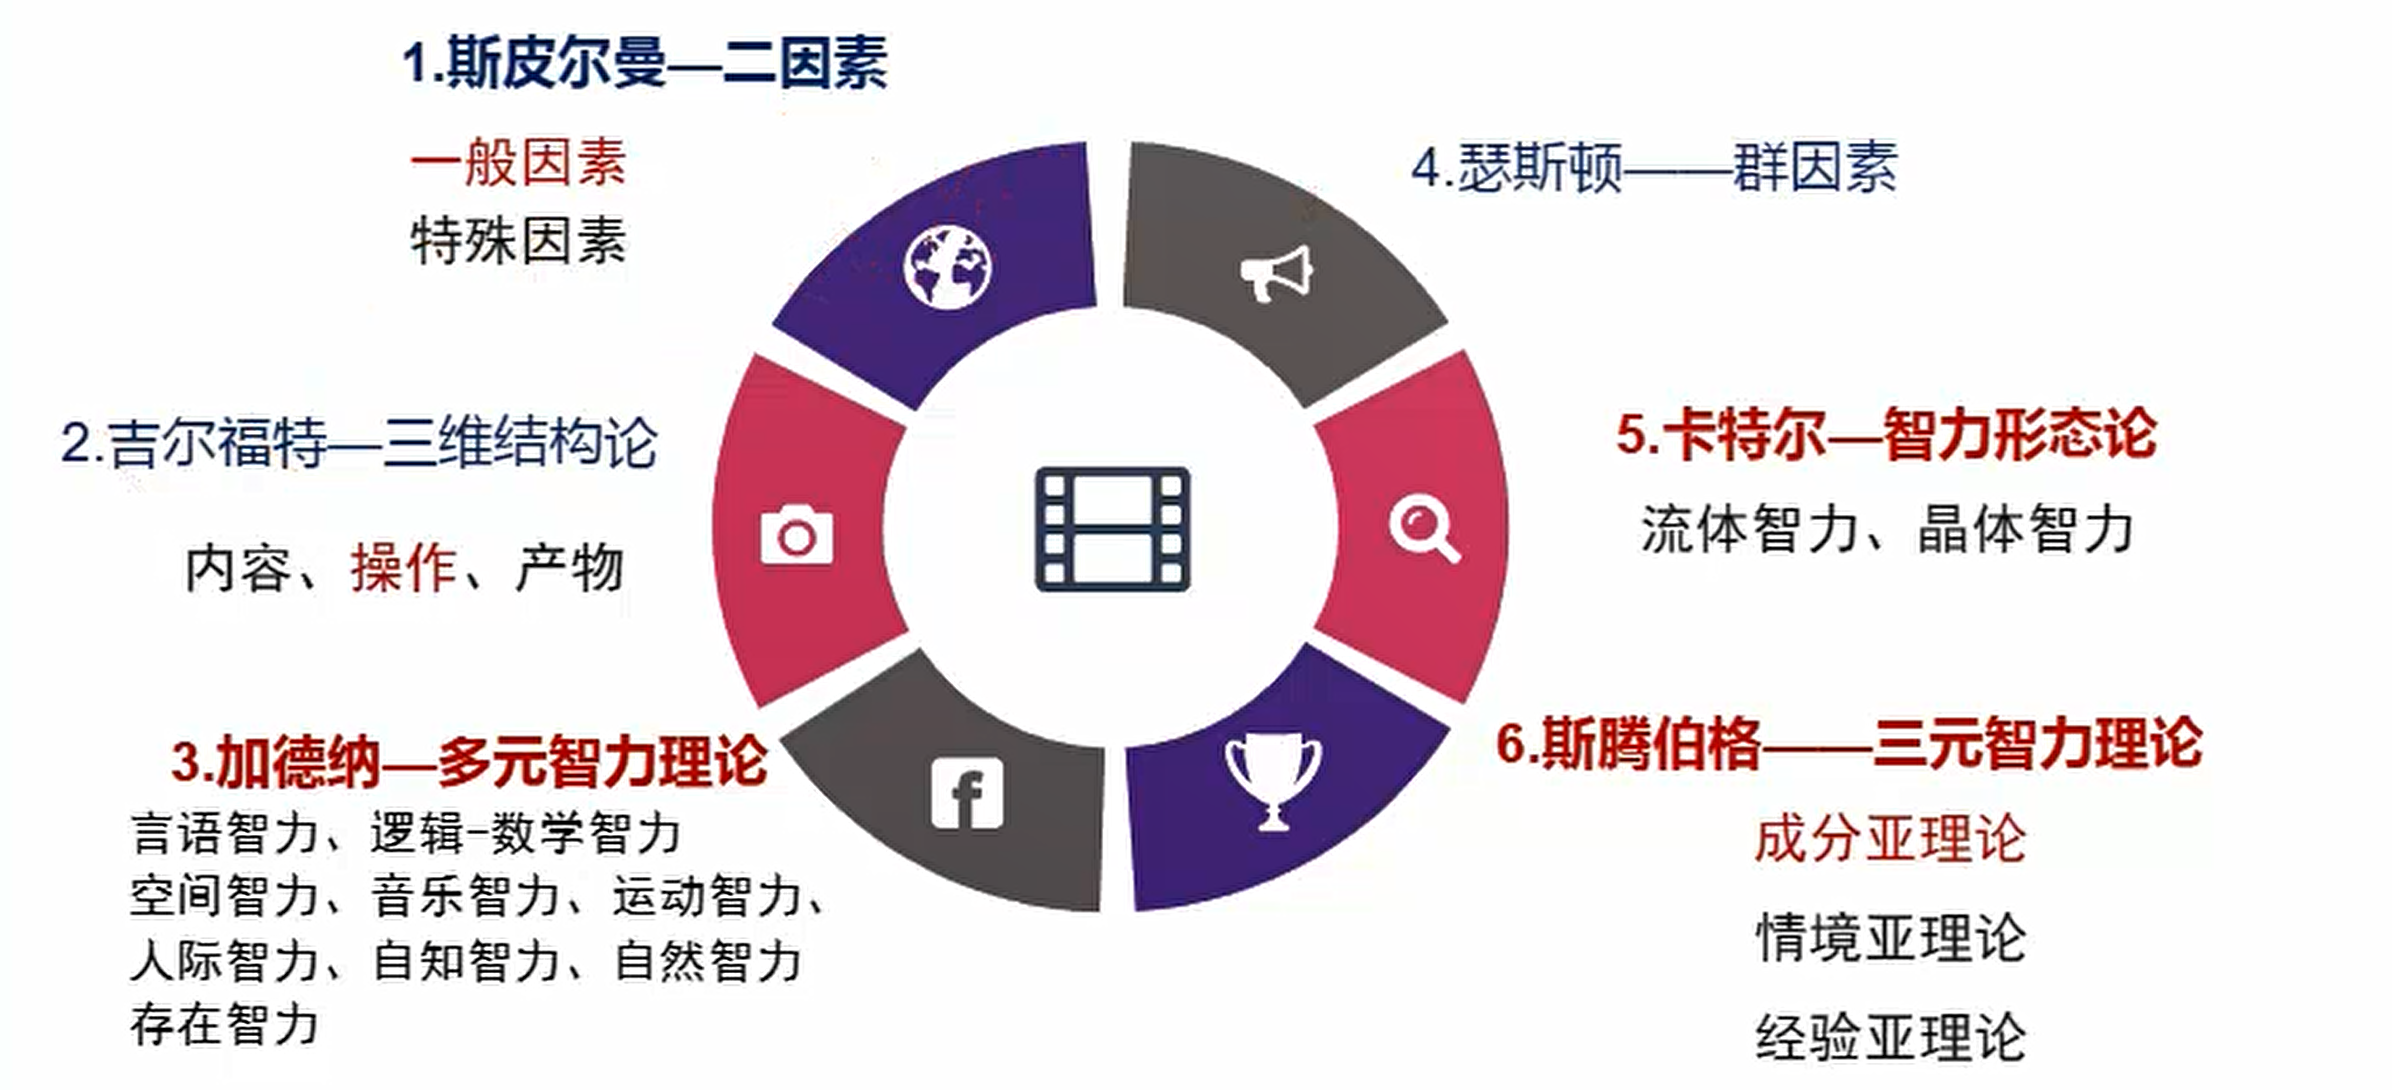 1.斯皮尔曼—二因素
一般因素
特殊因素
2.吉尔福特—三维结构论
内容、操作、产物
3.加德纳—多元智力理论
言语智力、逻辑-数学智力
空间智力、音乐智力、运动智力、
人际智力、自知智力、自然智力
存在智力
4.瑟斯顿——群因素
5.卡特尔—智力形态论
流体智力、晶体智力
6.斯腾伯格——三元智力理论
成分亚理论
情境亚理论
经验亚理论